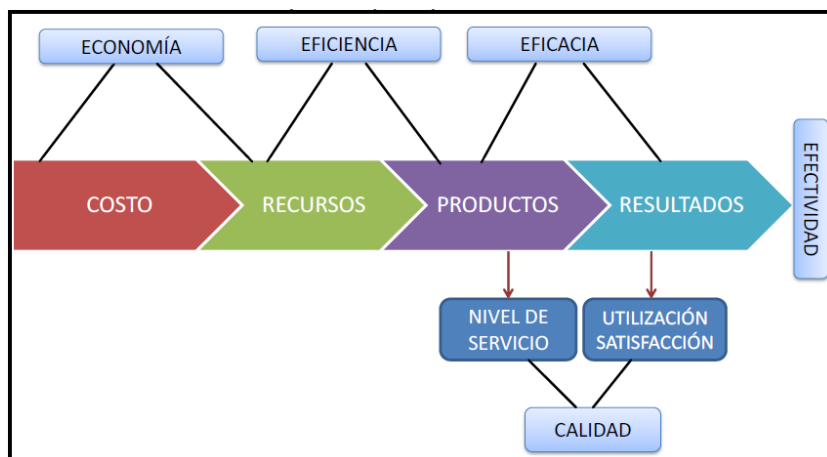 ECONOMÍA
EFICIENCIA
EFICACIA
COSTO
RECURSOS
PRODUCTOS
RESULTADOS
EFECTIVIDAD
NIVEL DE
SERVICIO
UTILIZACIÓN
SATISFACCIÓN
CALIDAD